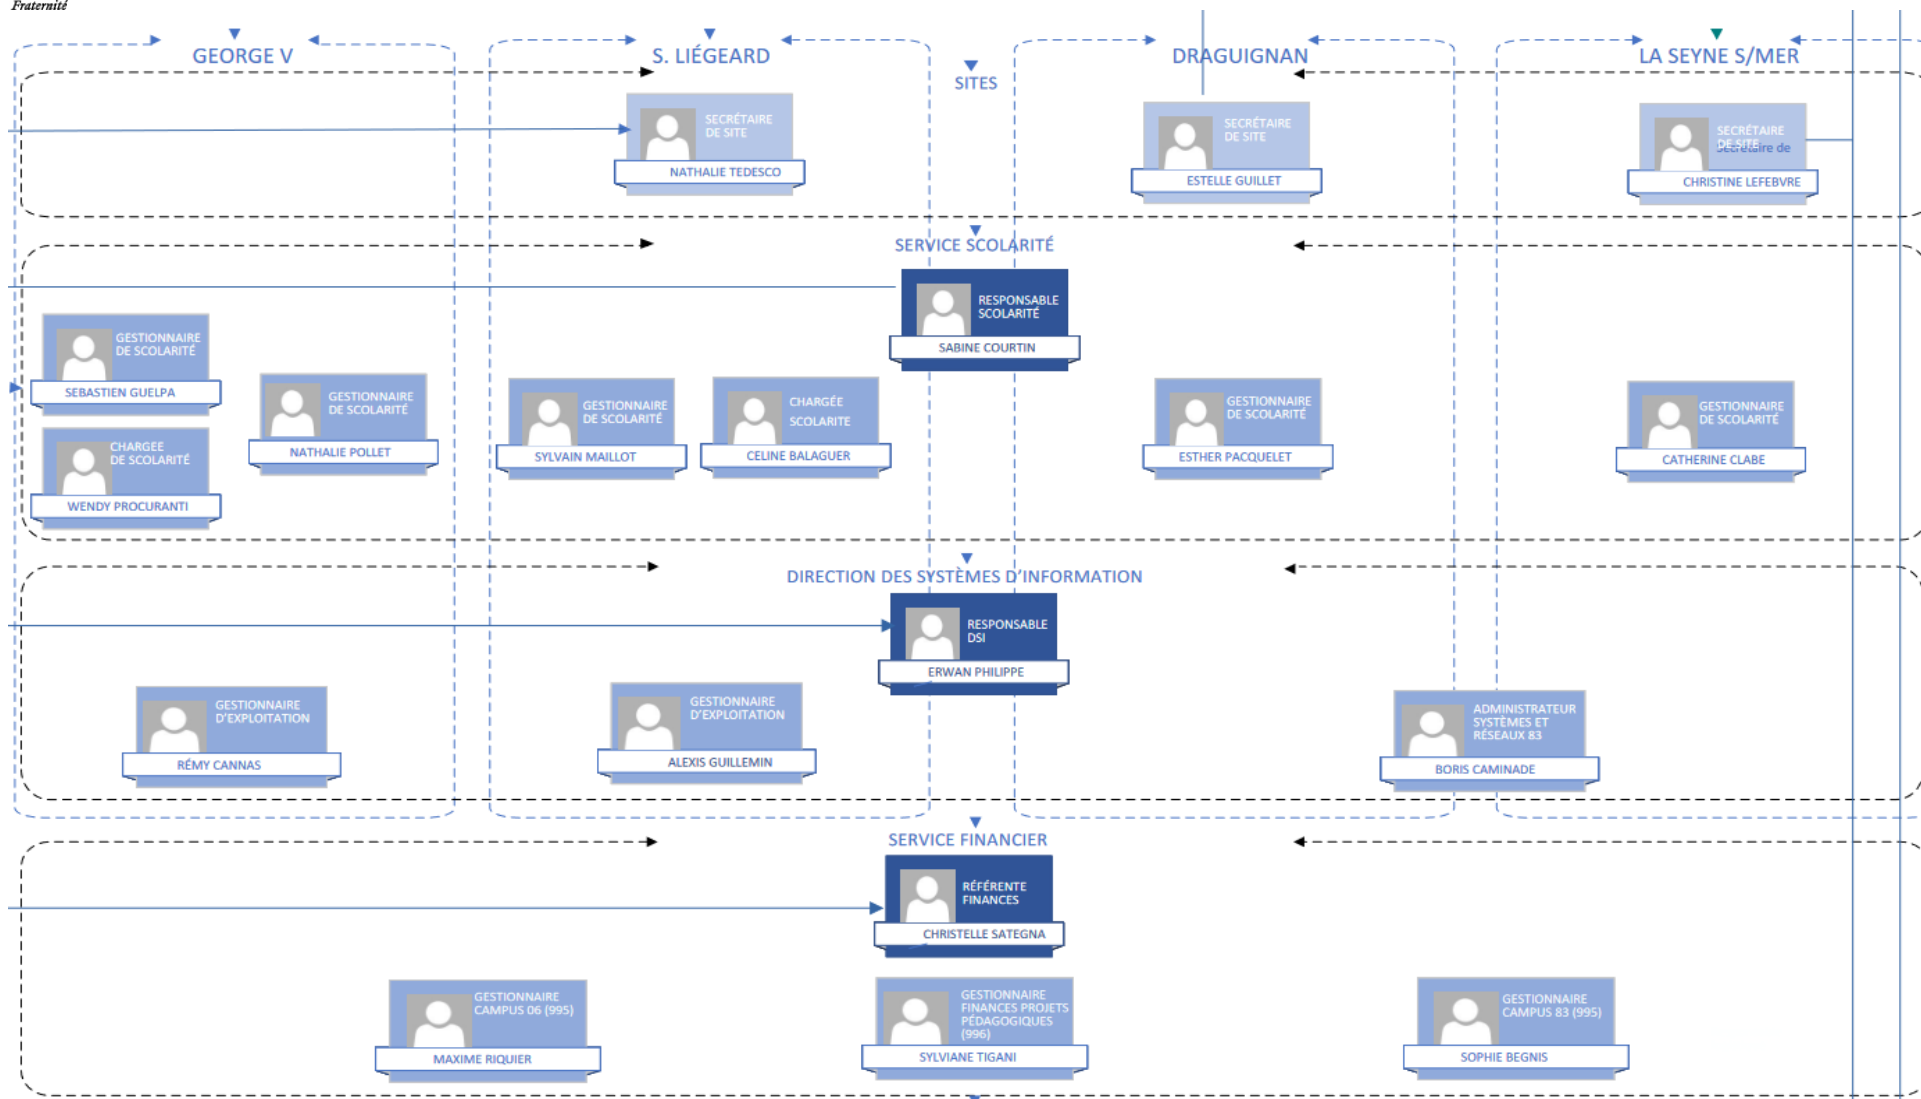 Fraternité
GEORGE V
S. LIÉGEARD
SITES
DRAGUIGNAN
LA SEYNE S/MER
SECRÉTAIRE
DE SITE
NATHALIE TEDESCO
SECRÉTAIRE
DE SITE
ESTELLE GUILLET
SECRÉTAIRE
DE SITE
Secrétaire de
CHRISTINE LEFEBVRE
SERVICE SCOLARITÉ
RESPONSABLE
SCOLARITÉ
SABINE COURTIN
GESTIONNAIRE
DE SCOLARITÉ
SEBASTIEN GUELPA
CHARGEE
DE SCOLARITÉ
WENDY PROCURANTI
GESTIONNAIRE
DE SCOLARITÉ
NATHALIE POLLET
GESTIONNAIRE
DE SCOLARITÉ
SYLVAIN MAILLOT
CHARGÉE
SCOLARITE
CELINE BALAGUER
GESTIONNAIRE
DE SCOLARITÉ
ESTHER PACQUELET
GESTIONNAIRE
DE SCOLARITÉ
CATHERINE CLABE
DIRECTION DES SYSTÈMES D'INFORMATION
RESPONSABLE
DSI
ERWAN PHILIPPE
GESTIONNAIRE
D'EXPLOITATION
RÉMY CANNAS
GESTIONNAIRE
D'EXPLOITATION
ALEXIS GUILLEMIN
ADMINISTRATEUR
SYSTÈMES ET
RÉSEAUX 83
BORIS CAMINADE
SERVICE FINANCIER
RÉFÉRENTE
FINANCES
CHRISTELLE SATEGNA
GESTIONNAIRE
CAMPUS 06 (995)
MAXIME RIQUIER
GESTIONNAIRE
FINANCES PROJETS
PÉDAGOGIQUES
(996)
SYLVIANE TIGANI
GESTIONNAIRE
CAMPUS 83 (995)
SOPHIE BEGNIS